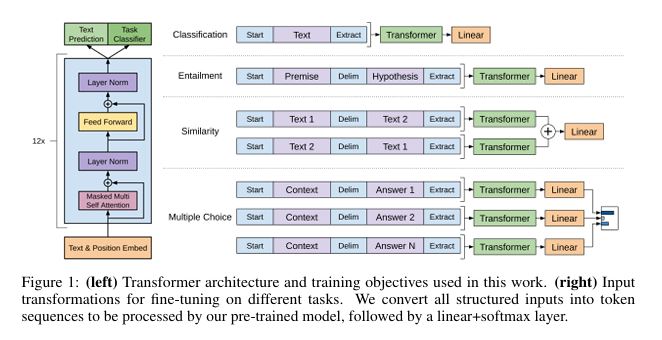 Text Prediction
Task Classifier
Layer Norm
Feed Forward
12x
Layer Norm
Masked Multi Self Attention
Text & Position Embed
Classification Start Text Extract Transformer Linear
Entailment Start Premise Delim Hypothesis Extract Transformer Linear
Similarity
Start Text 1 Delim Text 2 Extract Transformer
Start Text 2 Delim Text 1 Extract Transformer
+ Linear
Multiple Choice
Start Context Delim Answer 1 Extract Transformer Linear
Start Context Delim Answer 2 Extract Transformer Linear
Start Context Delim Answer N Extract Transformer Linear
Figure 1: (left) Transformer architecture and training objectives used in this work. (right) Input
transformations for fine-tuning on different tasks. We convert all structured inputs into token
sequences to be processed by our pre-trained model, followed by a linear+softmax layer.